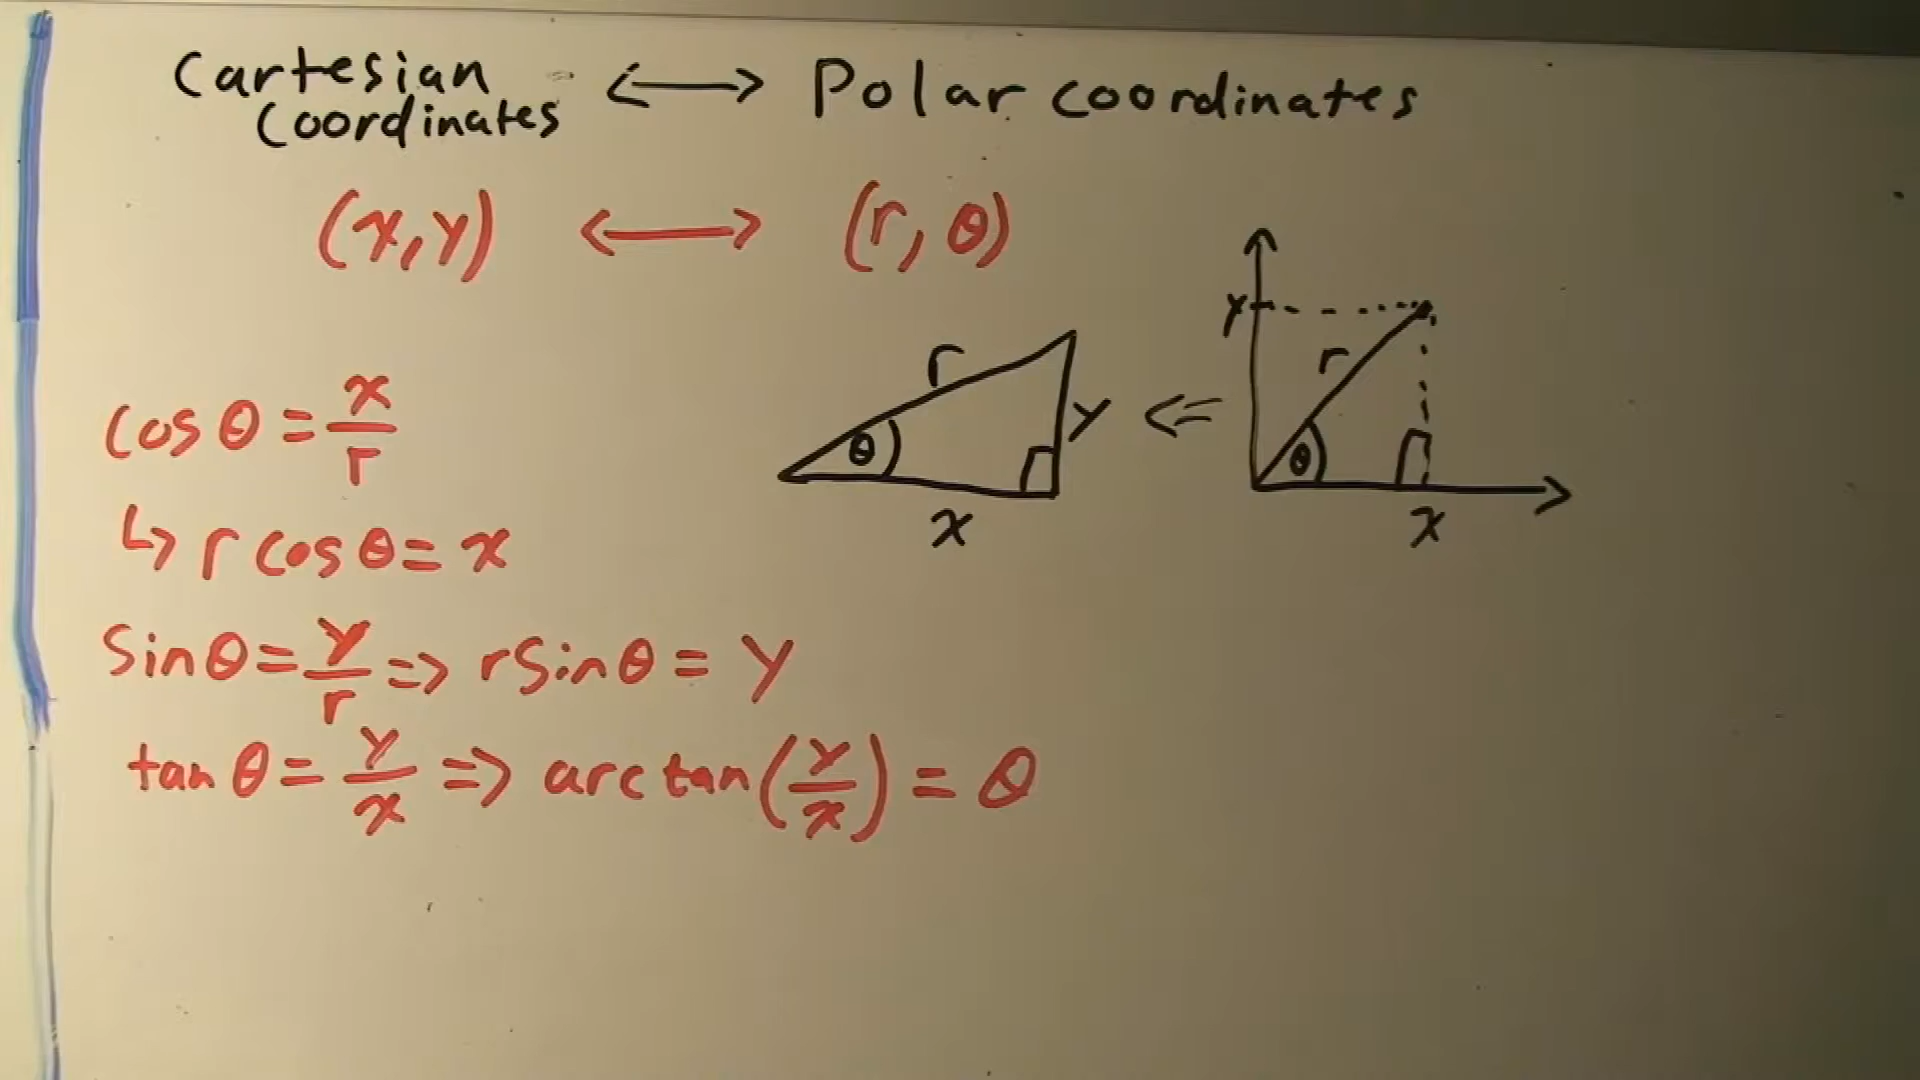 Cartesian Coordinates <-> Polar coordinates
(x,y) <-> (r, θ)
cos θ = x/r
↳ r cos θ = x
Sin θ = y/r => r Sin θ = y
tan θ = y/x => arctan(y/x) = θ
r
θ
y
x
<=
y
r
θ
x